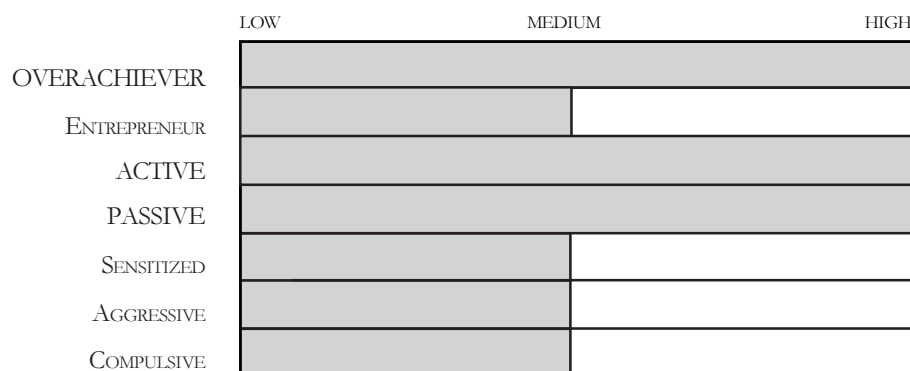 LOW MEDIUM HIGH
OVERACHIEVER
ENTREPRENEUR
ACTIVE
PASSIVE
SENSITIZED
AGGRESSIVE
COMPULSIVE